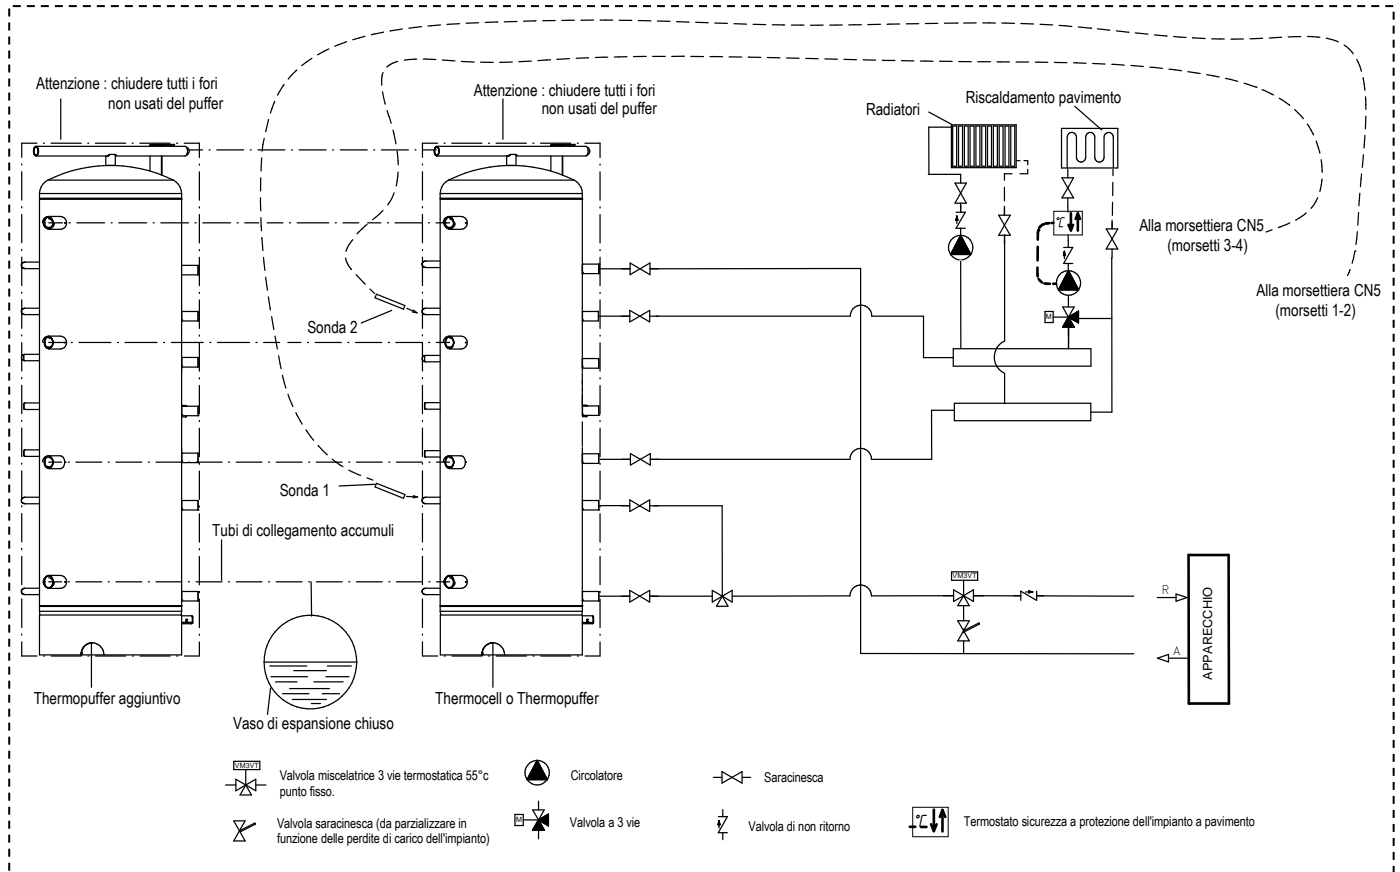 Attenzione : chiudere tutti i fori
non usati del puffer
Attenzione : chiudere tutti i fori
non usati del puffer
Radiatori
Riscaldamento pavimento
°C
M
Alla morsettiera CN5
(morsetti 3-4)
Alla morsettiera CN5
(morsetti 1-2)
Sonda 2
Sonda 1
Tubi di collegamento accumuli
VM3VT
R
A
APPARECCHIO
Thermopuffer aggiuntivo
Vaso di espansione chiuso
Thermocell o Thermopuffer
VM3VT
Valvola miscelatrice 3 vie termostatica 55°c
punto fisso.
Circolatore
Saracinesca
Valvola saracinesca (da parzializzare in
funzione delle perdite di carico dell'impianto)
M
Valvola a 3 vie
Valvola di non ritorno
°C
Termostato sicurezza a protezione dell'impianto a pavimento